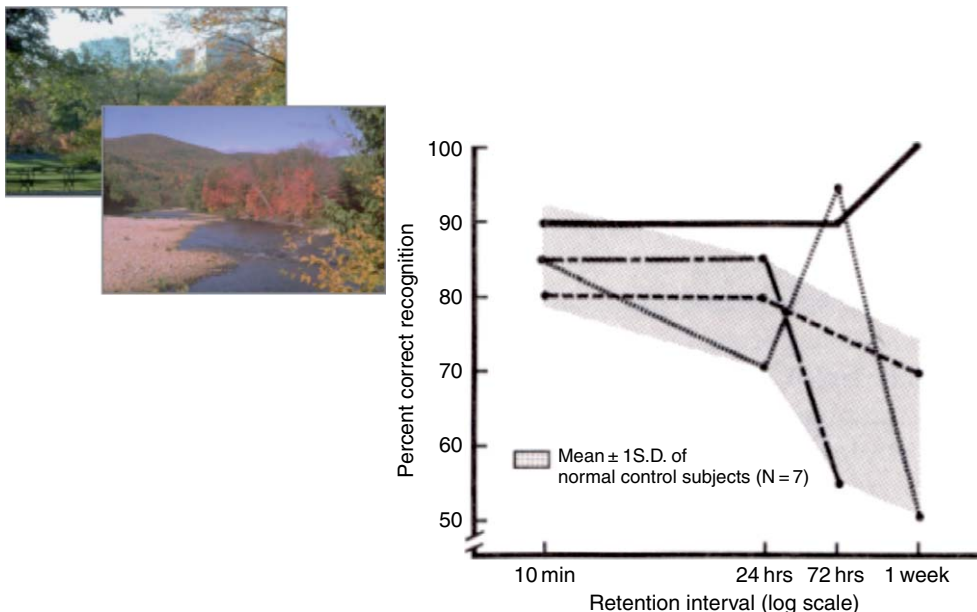 100
90
80
70
60
50
Percent correct recognition
Mean ± 1S.D. of
normal control subjects (N = 7)
10 min 24 hrs 72 hrs 1 week
Retention interval (log scale)